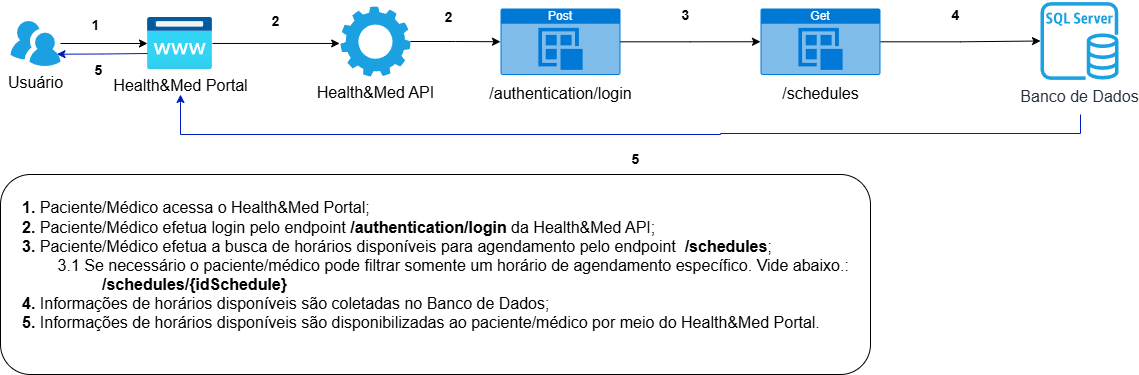 1
2
2
Post
3
Get
4
SQL Server
www
5
Usuário
Health&Med Portal
Health&Med API
/authentication/login
/schedules
Banco de Dados
5
1. Paciente/Médico acessa o Health&Med Portal;
2. Paciente/Médico efetua login pelo endpoint /authentication/login da Health&Med API;
3. Paciente/Médico efetua a busca de horários disponíveis para agendamento pelo endpoint /schedules;
3.1 Se necessário o paciente/médico pode filtrar somente um horário de agendamento específico. Vide abaixo.:
/schedules/{idSchedule}
4. Informações de horários disponíveis são coletadas no Banco de Dados;
5. Informações de horários disponíveis são disponibilizadas ao paciente/médico por meio do Health&Med Portal.